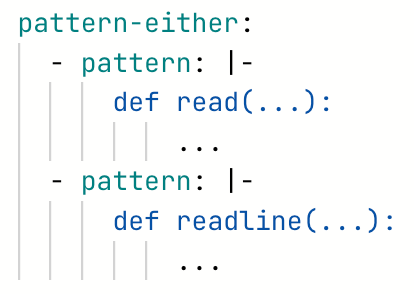 pattern-either:
  - pattern: |-
      def read(...):
          ...
  - pattern: |-
      def readline(...):
          ...